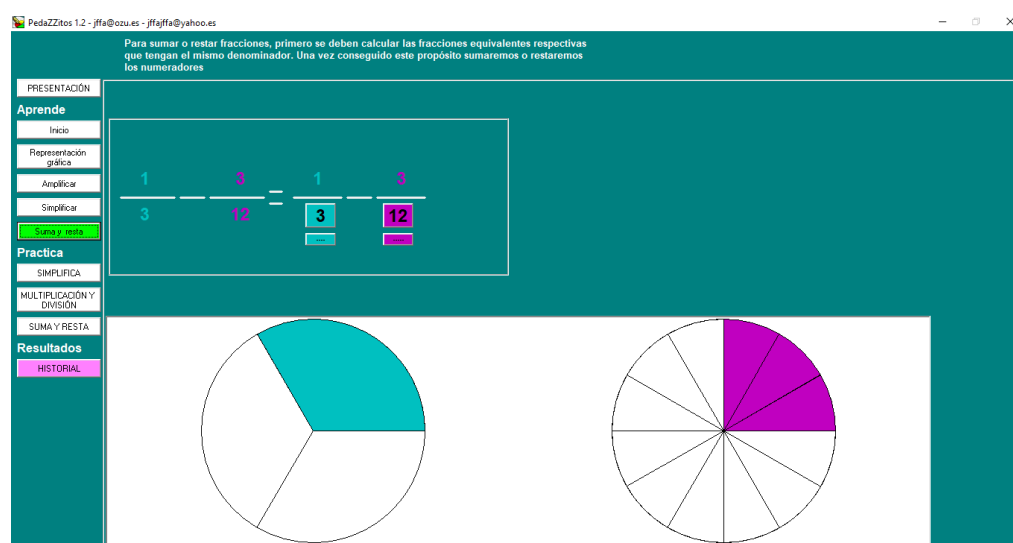 PedaZZitos 1.2 - jffa@ozu.es - jffajffa@yahoo.es
Para sumar o restar fracciones, primero se deben calcular las fracciones equivalentes respectivas
que tengan el mismo denominador. Una vez conseguido este propósito sumaremos o restaremos
los numeradores
PRESENTACIÓN
Aprende
Inicio
Representación
gráfica
Amplificar
Simplificar
Suma y resta
Practica
SIMPLIFICA
MULTIPLICACIÓN Y
DIVISIÓN
SUMA Y RESTA
Resultados
HISTORIAL
1 3 1 3
— — = — —
3 12 3 12